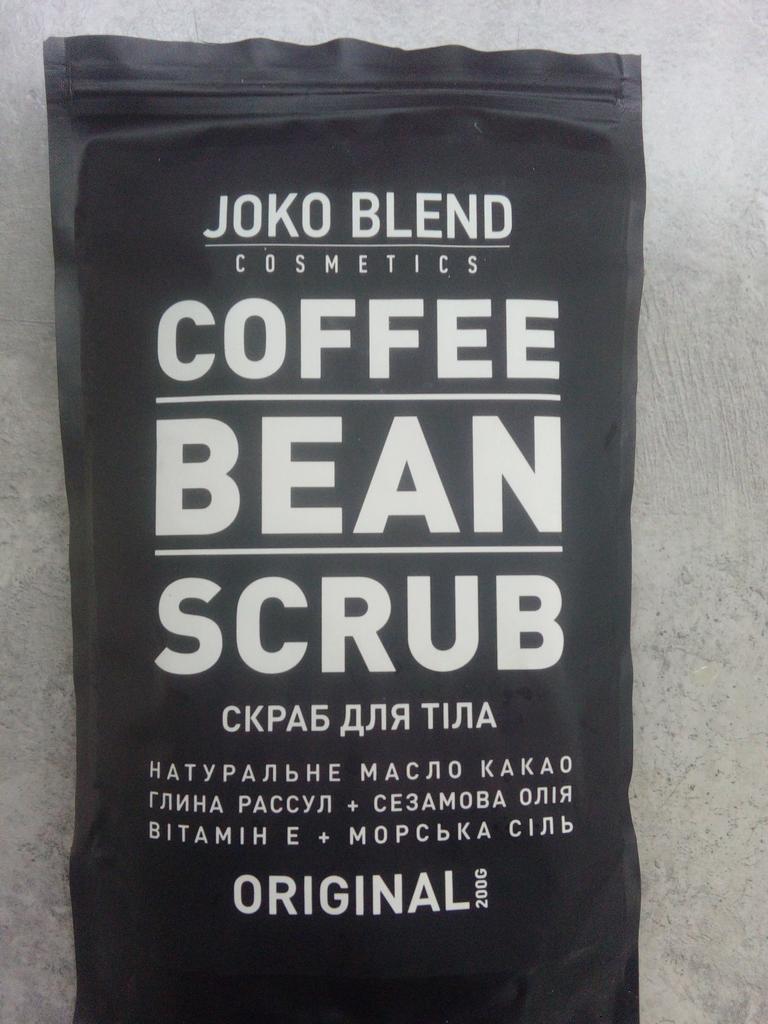 JOKO BLEND
COSMETICS
COFFEE
BEAN
SCRUB
СКРАБ ДЛЯ ТІЛА
НАТУРАЛЬНЕ МАСЛО КАКАО
ГЛИНА РАССУЛ + СЕЗАМОВА ОЛІЯ
ВІТАМІН Е + МОРСЬКА СІЛЬ
ORIGINAL 200G